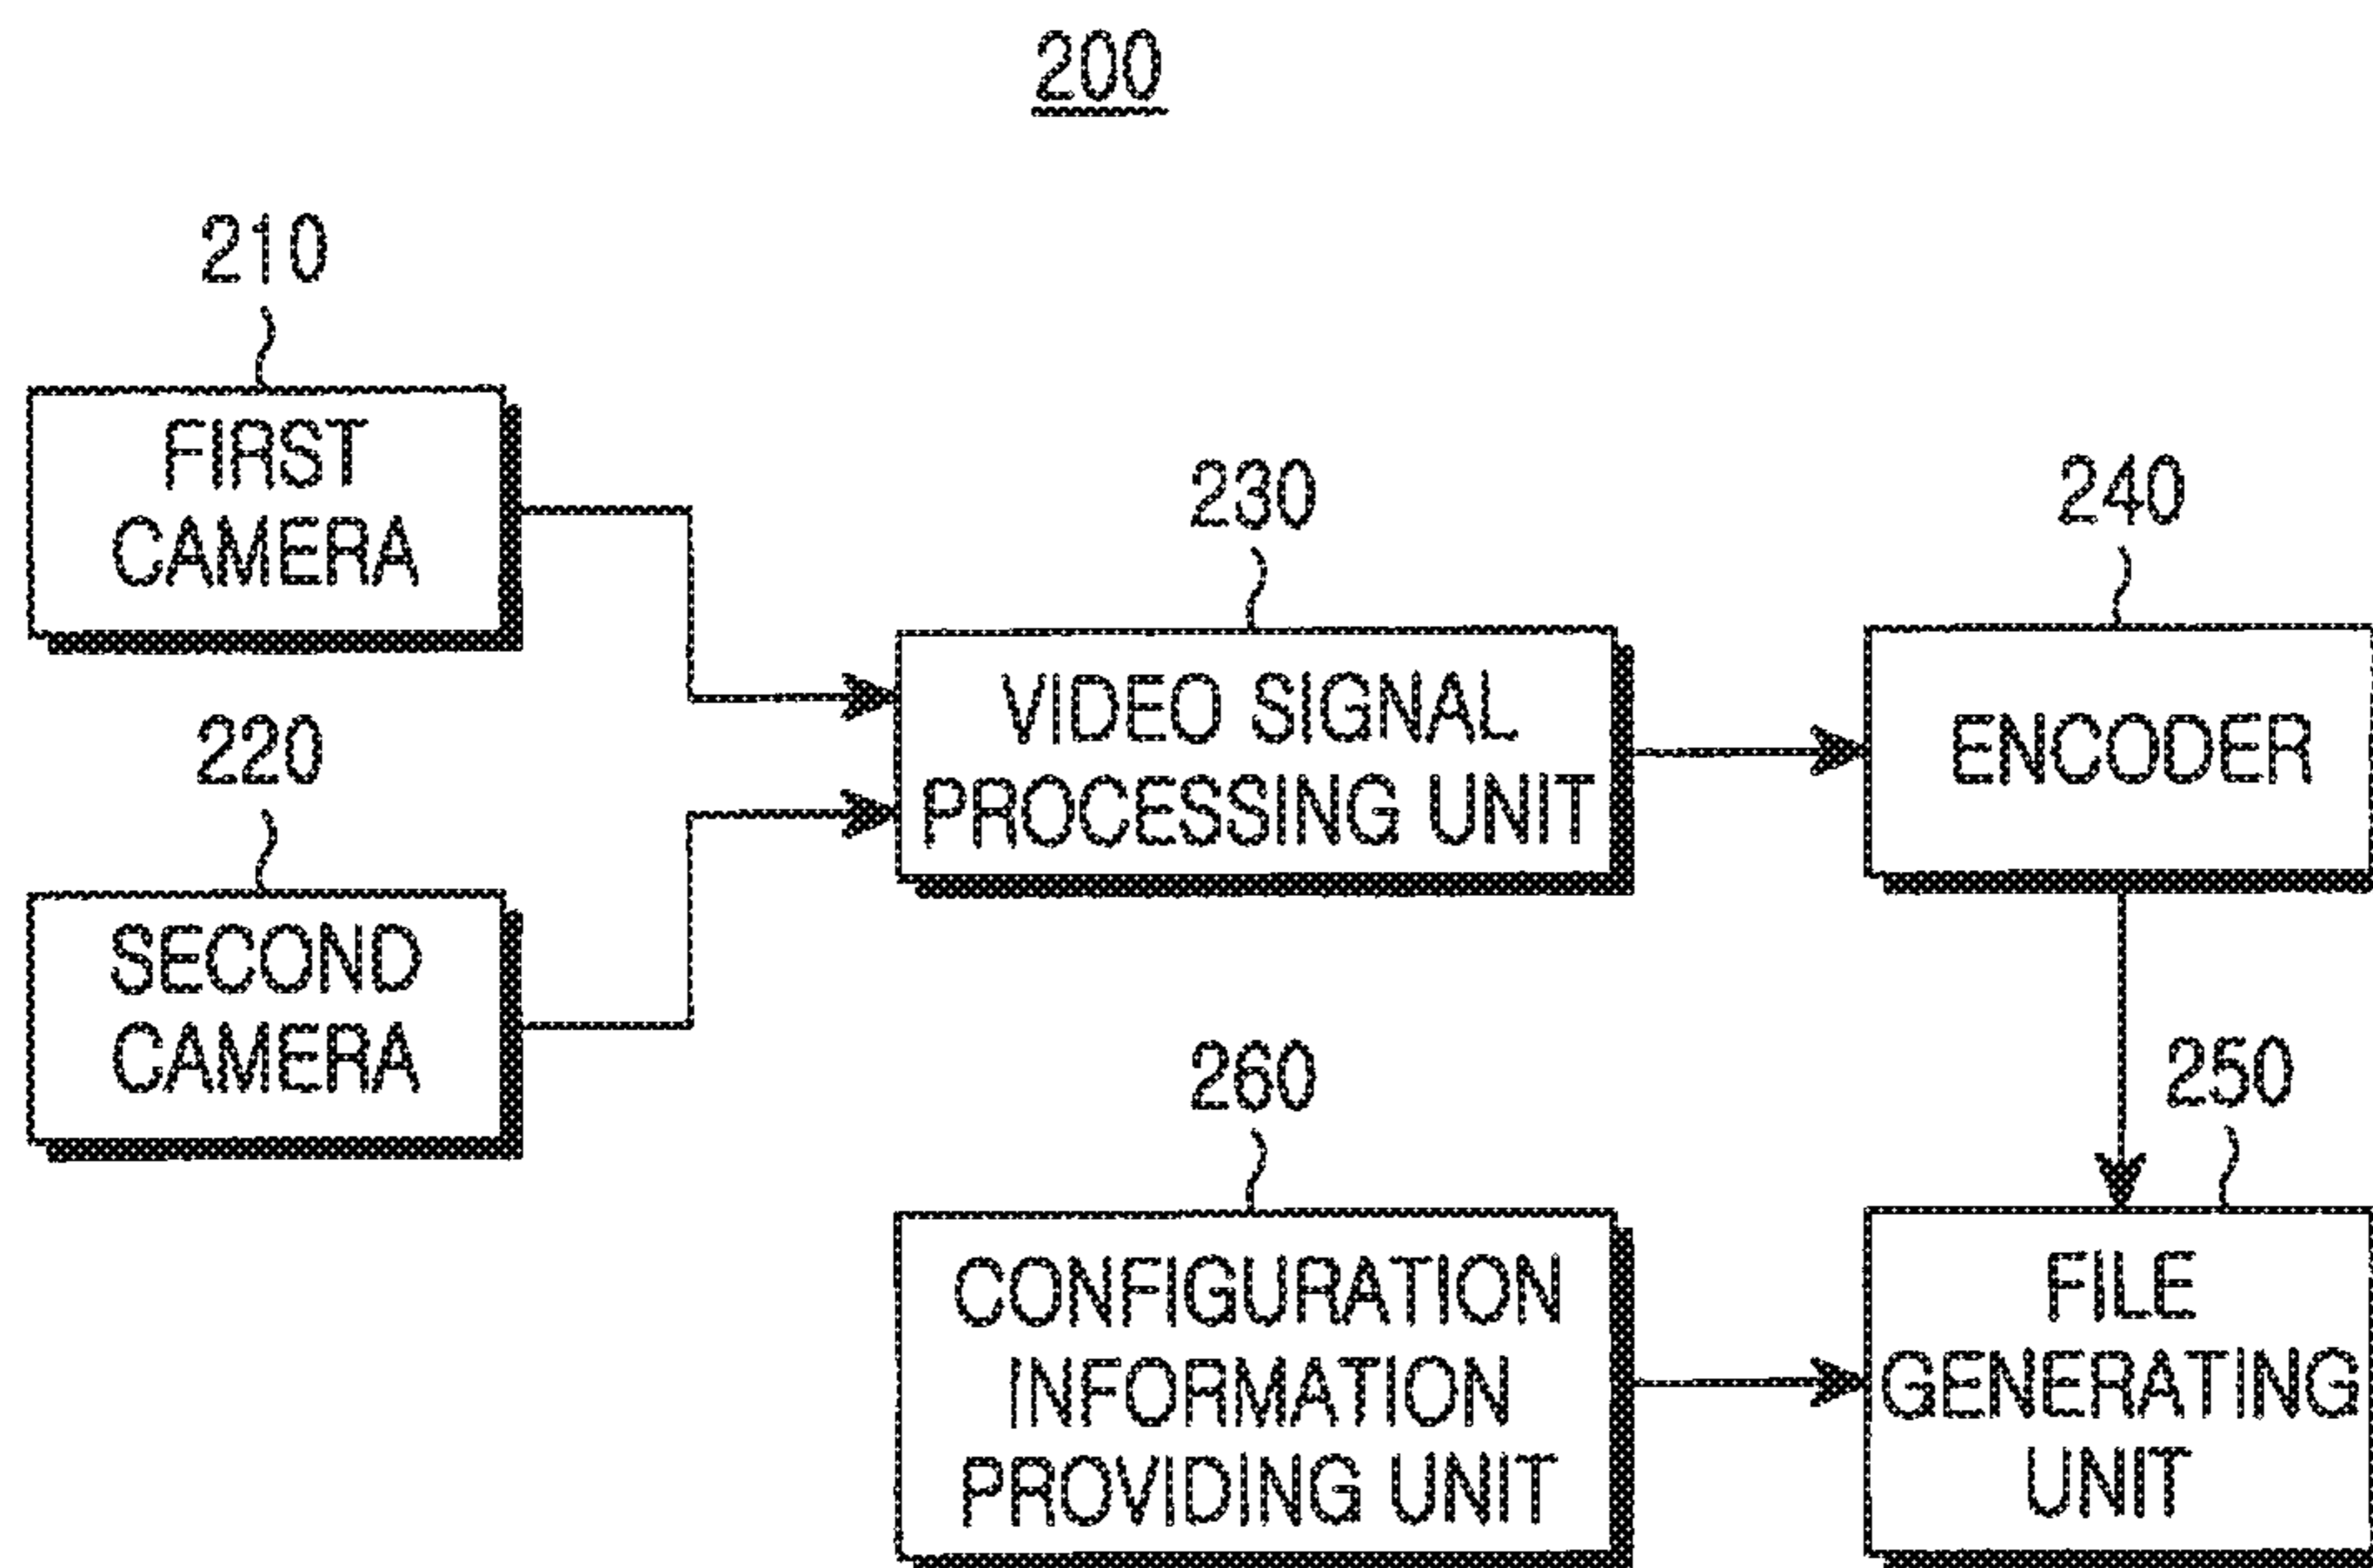 200
210
FIRST
CAMERA
220
SECOND
CAMERA
230
VIDEO SIGNAL
PROCESSING UNIT
240
ENCODER
260
CONFIGURATION
INFORMATION
PROVIDING UNIT
250
FILE
GENERATING
UNIT